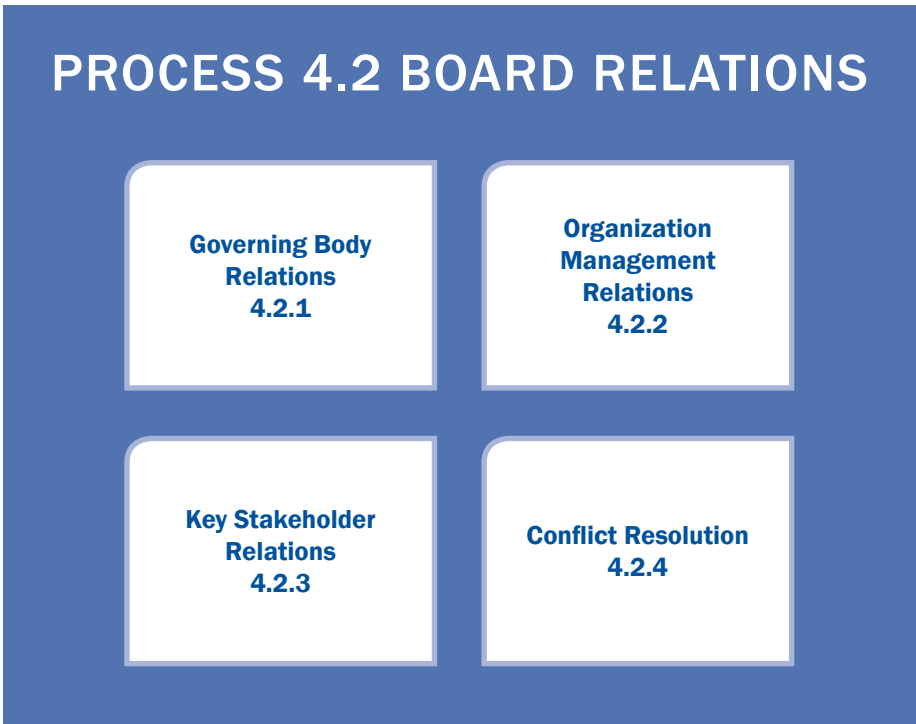 PROCESS 4.2 BOARD RELATIONS
Governing Body
Relations
4.2.1
Organization
Management
Relations
4.2.2
Key Stakeholder
Relations
4.2.3
Conflict Resolution
4.2.4